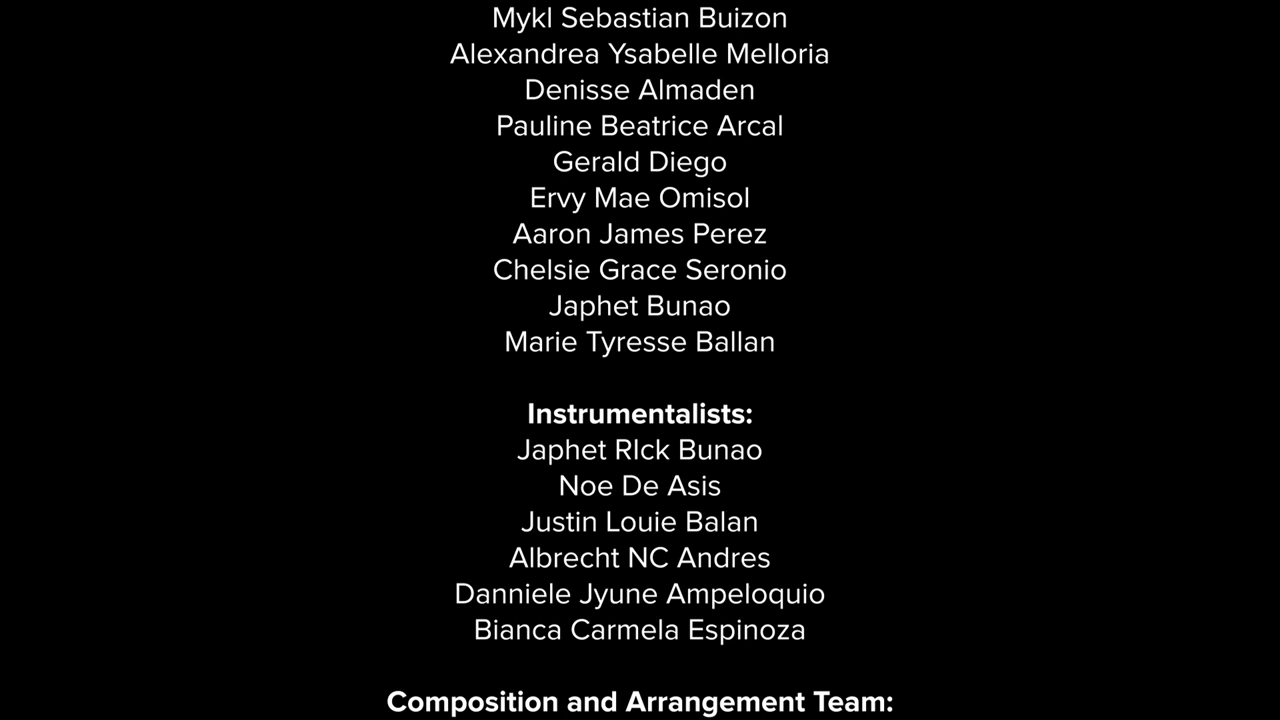 Mykl Sebastian Buizon
Alexandrea Ysabelle Melloria
Denisse Almaden
Pauline Beatrice Arcal
Gerald Diego
Ervy Mae Omisol
Aaron James Perez
Chelsie Grace Seronio
Japhet Bunao
Marie Tyresse Ballan
Instrumentalists:
Japhet RIck Bunao
Noe De Asis
Justin Louie Balan
Albrecht NC Andres
Danniele Jyune Ampeloquio
Bianca Carmela Espinoza
Composition and Arrangement Team: